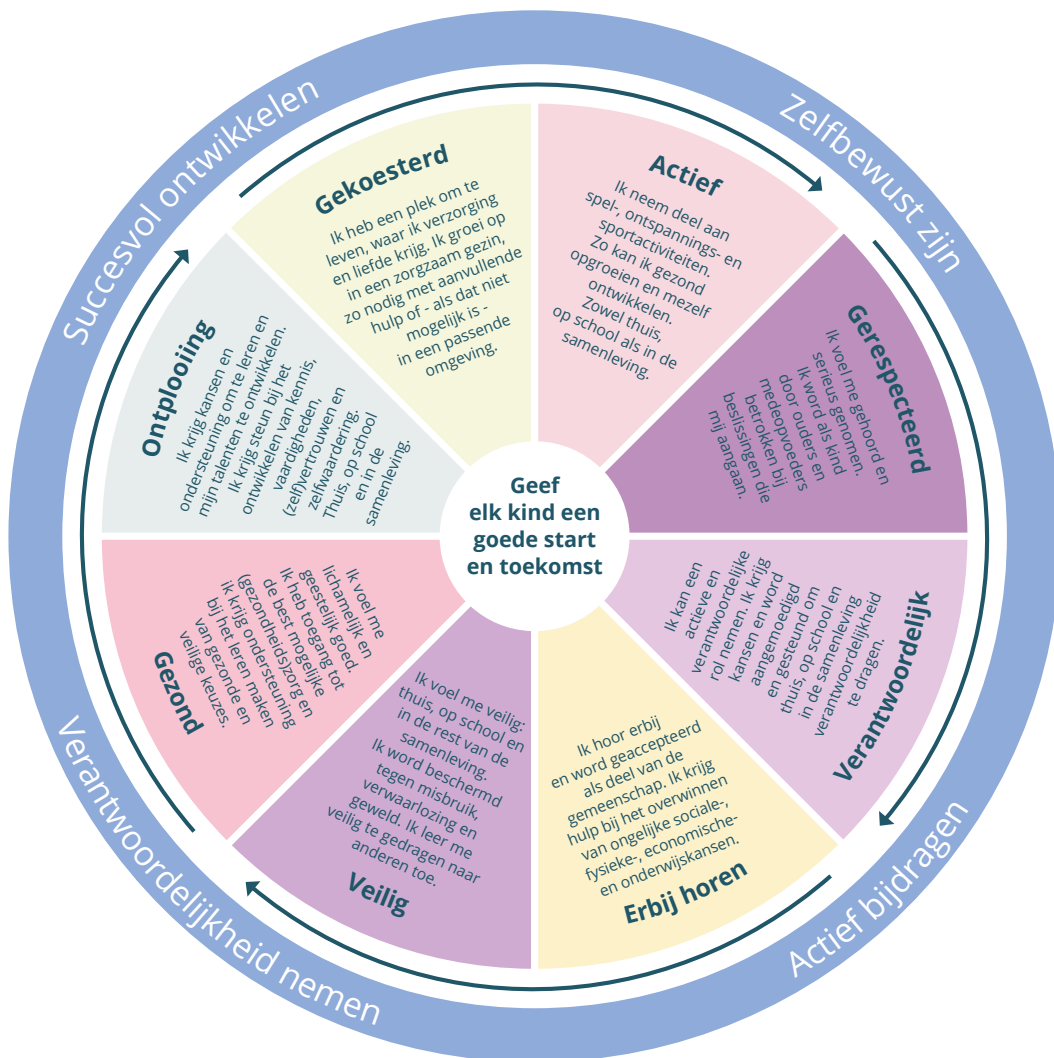 Succesvol ontwikkelen
Zelfbewust zijn
Actief bijdragen
Verantwoordelijkheid nemen
Geef
elk kind een
goede start
en toekomst
Gekoesterd
Ik heb een plek om te
leven, waar ik verzorging
en liefde krijg. Ik groei op
in een zorgzaam gezin,
zo nodig met aanvullende
hulp of - als dat niet
mogelijk is -
in een passende
omgeving.
Actief
Ik neem deel aan
spel-, ontspannings- en
sportactiviteiten.
Zo kan ik gezond
opgroeien en mezelf
ontwikkelen.
Zowel thuis,
op school als in de
samenleving.
Gerespecteerd
Ik voel me gehoord en
serieus genomen.
Ik word als kind
door ouders en
medeopvoeders
betrokken bij
beslissingen die
mij aangaan.
Verantwoordelijk
Ik kan een
actieve en
verantwoordelijke
rol nemen. Ik krijg
kansen en word
aangemoedigd
en gesteund om
thuis, op school en
in de samenleving
verantwoordelijkheid
te dragen.
Ik hoor erbij
en word geaccepteerd
als deel van de
gemeenschap. Ik krijg
hulp bij het overwinnen
van ongelijke sociale-,
fysieke-, economische-
en onderwijskansen.
Erbij horen
Ik voel me veilig:
thuis, op school en
in de rest van de
samenleving.
Ik word beschermd
tegen misbruik,
verwaarlozing en
geweld. Ik leer me
veilig te gedragen naar
anderen toe.
Veilig
Ik voel me
lichamelijk en
geestelijk goed.
Ik heb toegang tot
de best mogelijke
(gezondheids)zorg en
ik krijg ondersteuning
bij het leren maken
van gezonde en
veilige keuzes.
Gezond
Ontplooiing
Ik krijg kansen en
ondersteuning om te leren en
mijn talenten te ontwikkelen.
Ik krijg steun bij het
ontwikkelen van kennis,
vaardigheden,
(zelf)vertrouwen en
zelfwaardering.
Thuis, op school
en in de
samenleving.